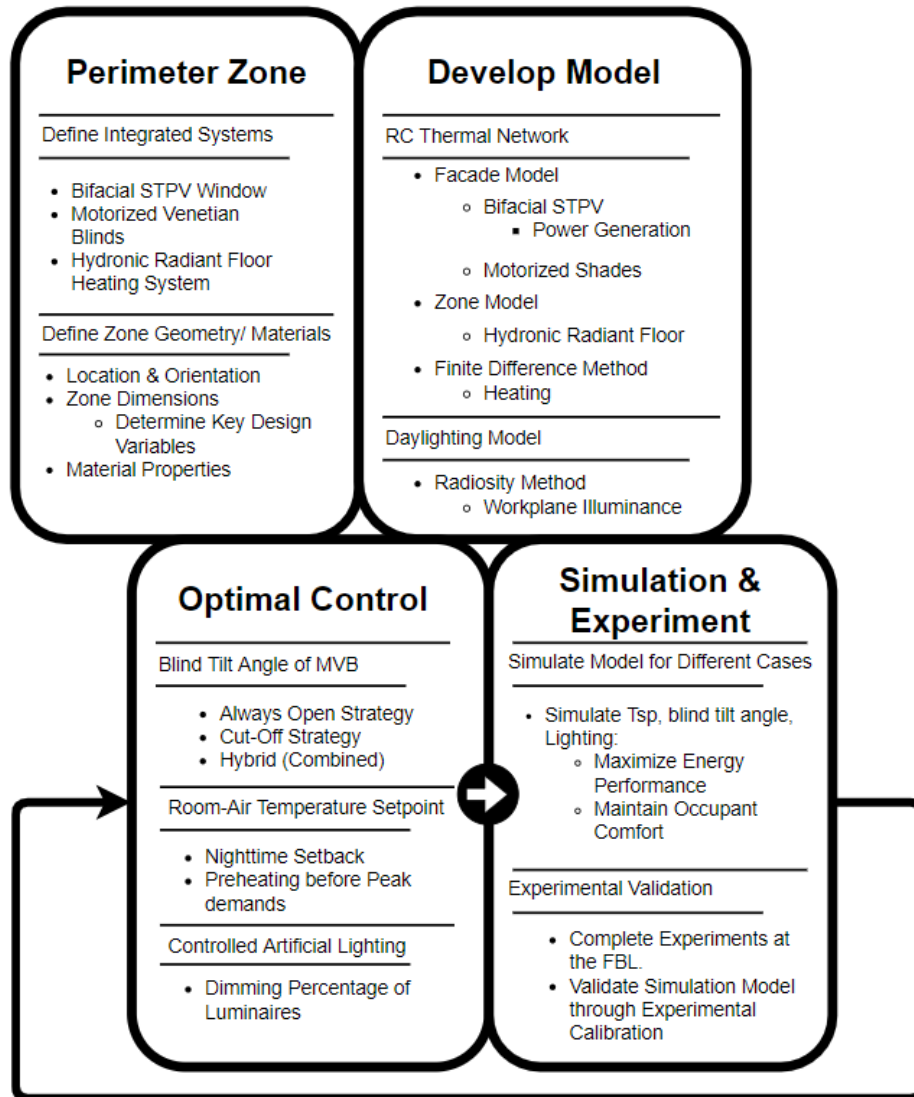 Perimeter Zone
Define Integrated Systems
• Bifacial STPV Window
• Motorized Venetian
Blinds
• Hydronic Radiant Floor
Heating System
Define Zone Geometry/ Materials
• Location & Orientation
• Zone Dimensions
○ Determine Key Design
Variables
• Material Properties
Develop Model
RC Thermal Network
• Facade Model
○ Bifacial STPV
▪ Power Generation
○ Motorized Shades
• Zone Model
○ Hydronic Radiant Floor
• Finite Difference Method
○ Heating
Daylighting Model
• Radiosity Method
○ Workplane Illuminance
Optimal Control
Blind Tilt Angle of MVB
• Always Open Strategy
• Cut-Off Strategy
• Hybrid (Combined)
Room-Air Temperature Setpoint
• Nighttime Setback
• Preheating before Peak
demands
Controlled Artificial Lighting
• Dimming Percentage of
Luminaires
Simulation &
Experiment
Simulate Model for Different Cases
• Simulate Tsp, blind tilt angle,
Lighting:
○ Maximize Energy
Performance
○ Maintain Occupant
Comfort
Experimental Validation
• Complete Experiments at
the FBL.
• Validate Simulation Model
through Experimental
Calibration